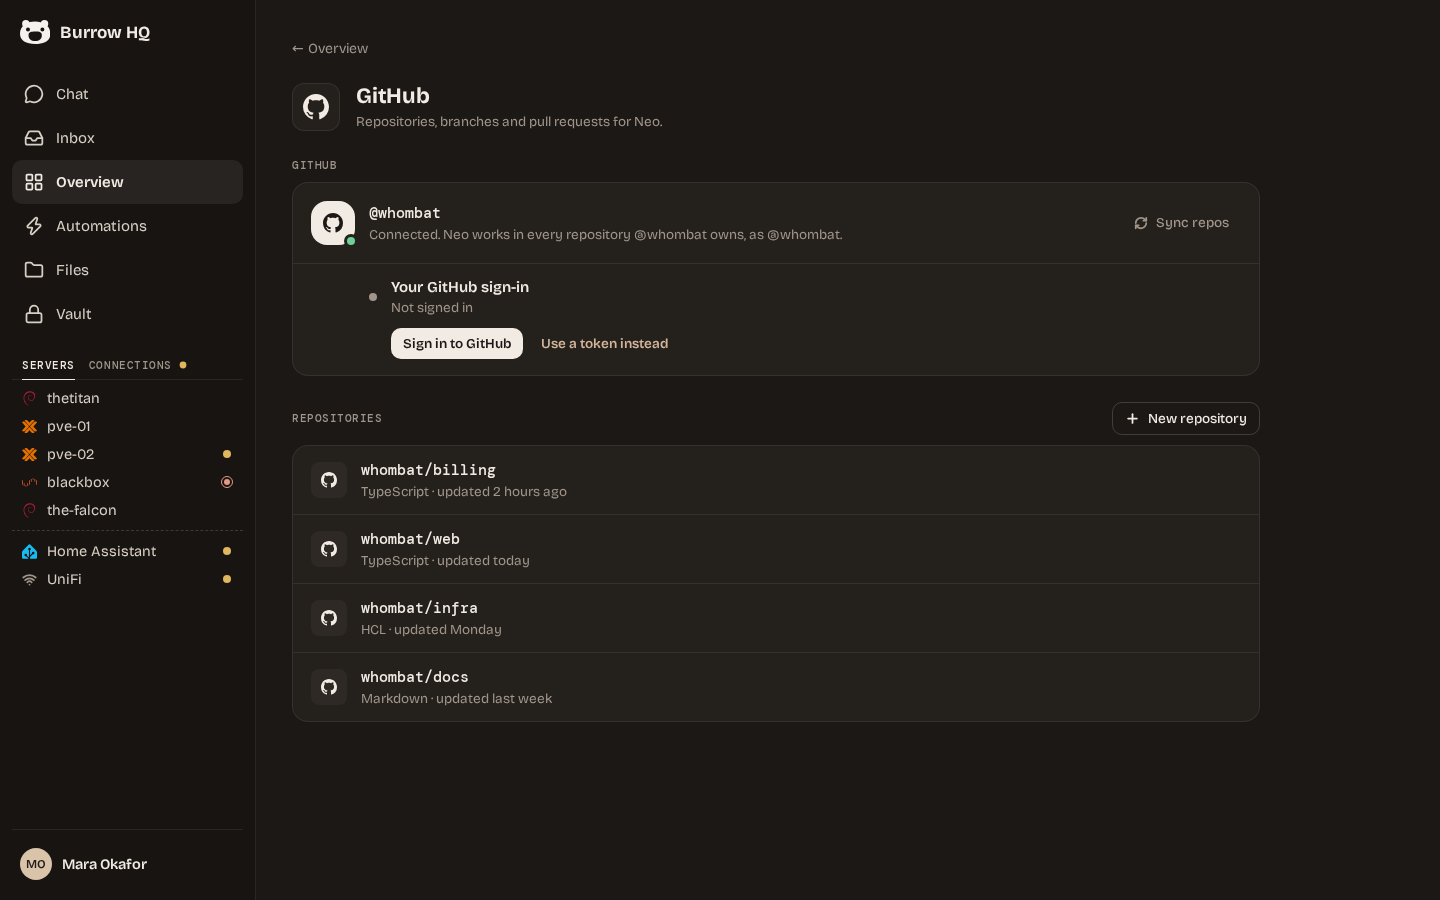 Burrow HQ
Chat
Inbox
Overview
Automations
Files
Vault
SERVERS CONNECTIONS
thetitan
pve-01
pve-02
blackbox
the-falcon
Home Assistant
UniFi
MO Mara Okafor
← Overview
GitHub
Repositories, branches and pull requests for Neo.
GITHUB
@whombat
Connected. Neo works in every repository @whombat owns, as @whombat.
Sync repos
Your GitHub sign-in
Not signed in
Sign in to GitHub Use a token instead
REPOSITORIES
New repository
whombat/billing
TypeScript · updated 2 hours ago
whombat/web
TypeScript · updated today
whombat/infra
HCL · updated Monday
whombat/docs
Markdown · updated last week